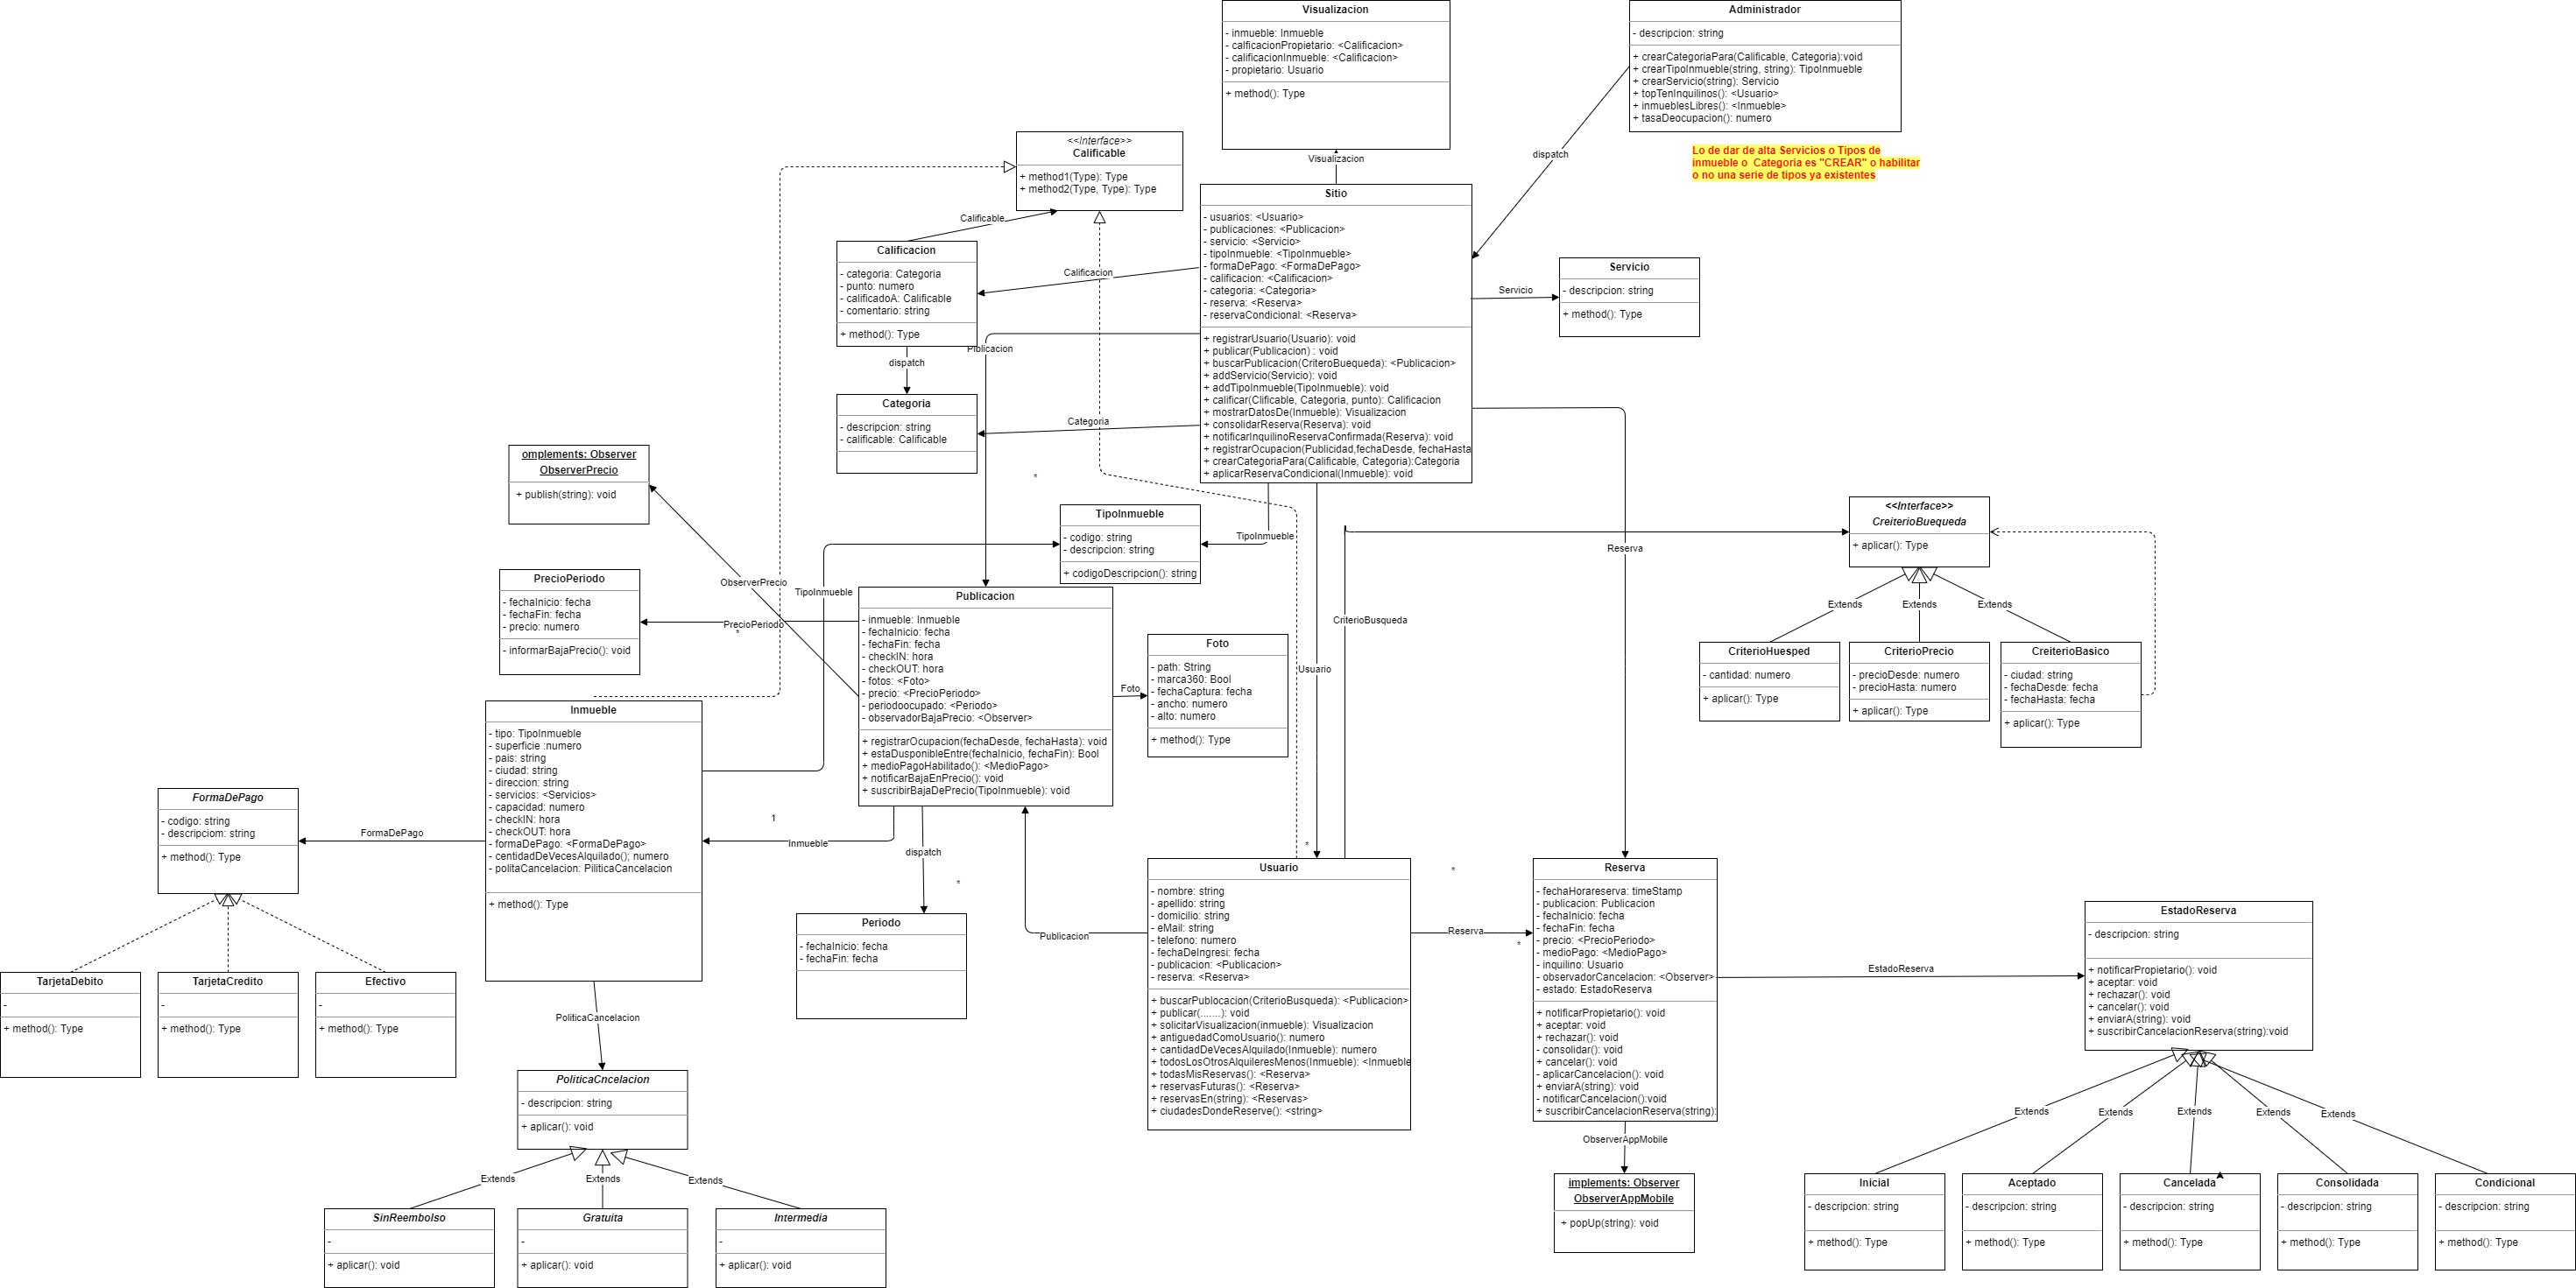 Visualizacion
- inmueble: Inmueble
- calficacionPropietario: <Calificacion>
- calificacionInmueble: <Calificacion>
- propietario: Usuario
+ method(): Type
Administrador
- descripcion: string
+ crearCategoriaPara(Calificable, Categoria):void
+ crearTipoInmueble(string, string): TipoInmueble
+ crearServicio(string): Servicio
+ topTenInquilinos(): <Usuario>
+ inmueblesLibres(): <Inmueble>
+ tasaDeocupacion(): numero
Lo de dar de alta Servicios o Tipos de
inmueble o Categoria es "CREAR" o habilitar
o no una serie de tipos ya existentes
dispatch
Visualizacion
<<Interface>>
Calificable
+ method1(Type): Type
+ method2(Type, Type): Type
Calificable
Sitio
- usuarios: <Usuario>
- publicaciones: <Publicacion>
- servicio: <Servicio>
- tipoInmueble: <TipoInmueble>
- formaDePago: <FormaDePago>
- calificacion: <Calificacion>
- categoria: <Categoria>
- reserva: <Reserva>
- reservaCondicional: <Reserva>
+ registrarUsuario(Usuario): void
+ publicar(Publicacion) : void
+ buscarPublicacion(CriteroBuequeda): <Publicacion>
+ addServicio(Servicio): void
+ addTipoInmueble(TipoInmueble): void
+ calificar(Clificable, Categoria, punto): Calificacion
+ mostrarDatosDe(Inmueble): Visualizacion
+ consolidarReserva(Reserva): void
+ notificarInquilinoReservaConfirmada(Reserva): void
+ registrarOcupacion(Publicidad,fechaDesde, fechaHasta
+ crearCategoriaPara(Calificable, Categoria):Categoria
+ aplicarReservaCondicional(Inmueble): void
Calificacion
- categoria: Categoria
- punto: numero
- calificadoA: Calificable
- comentario: string
+ method(): Type
Calificacion
Servicio
Servicio
- descripcion: string
+ method(): Type
Piblicacion
dispatch
Categoria
- descripcion: string
- calificable: Calificable
Categoria
*
omplements: Observer
ObserverPrecio
+ publish(string): void
TipoInmueble
- codigo: string
- descripcion: string
+ codigoDescripcion(): string
TipoInmueble
Reserva
<<Interface>>
CreiterioBuequeda
+ aplicar(): Type
Extends
Extends
Extends
CriterioHuesped
- cantidad: numero
+ aplicar(): Type
CriterioPrecio
- precioDesde: numero
- precioHasta: numero
+ aplicar(): Type
CreiterioBasico
- ciudad: string
- fechaDesde: fecha
- fechaHasta: fecha
+ aplicar(): Type
CriterioBusqueda
Usuario
PrecioPeriodo
- fechaInicio: fecha
- fechaFin: fecha
- precio: numero
- informarBajaPrecio(): void
ObserverPrecio
TipoInmueble
PrecioPeriodo
*
Publicacion
- inmueble: Inmueble
- fechaInicio: fecha
- fechaFin: fecha
- checkIN: hora
- checkOUT: hora
- fotos: <Foto>
- precio: <PrecioPeriodo>
- periodoocupado: <Periodo>
- observadorBajaPrecio: <Observer>
+ registrarOcupacion(fechaDesde, fechaHasta): void
+ estaDusponibleEntre(fechaInicio, fechaFin): Bool
+ medioPagoHabilitado(): <MedioPago>
+ notificarBajaEnPrecio(): void
+ suscribirBajaDePrecio(TipoInmueble): void
Foto
Foto
- path: String
- marca360: Bool
- fechaCaptura: fecha
- ancho: numero
- alto: numero
+ method(): Type
Inmueble
- tipo: TipoInmueble
- superficie :numero
- pais: string
- ciudad: string
- direccion: string
- servicios: <Servicios>
- capacidad: numero
- checkIN: hora
- checkOUT: hora
- formaDePago: <FormaDePago>
- centidadDeVecesAlquilado(); numero
- politaCancelacion: PiliticaCancelacion
+ method(): Type
1
Inmueble
dispatch
*
FormaDePago
- codigo: string
- descripciom: string
+ method(): Type
FormaDePago
TarjetaDebito
-
+ method(): Type
TarjetaCredito
-
+ method(): Type
Efectivo
-
+ method(): Type
Periodo
- fechaInicio: fecha
- fechaFin: fecha
Publicacion
*
Usuario
- nombre: string
- apellido: string
- domicilio: string
- eMail: string
- telefono: numero
- fechaDeIngresi: fecha
- publicacion: <Publicacion>
- reserva: <Reserva>
+ buscarPublocacion(CriterioBusqueda): <Publicacion>
+ publicar(.......): void
+ solicitarVisualizacion(inmueble): Visualizacion
+ antiguedadComoUsuario(): numero
+ cantidadDeVecesAlquilado(Inmueble): numero
+ todosLosOtrosAlquileresMenos(Inmueble): <Inmueble
+ todasMisReservas(): <Reserva>
+ reservasFuturas(): <Reserva>
+ reservasEn(string): <Reservas>
+ ciudadesDondeReserve(): <string>
*
Reserva
*
Reserva
- fechaHorareserva: timeStamp
- publicacion: Publicacion
- fechaInicio: fecha
- fechaFin: fecha
- precio: <PrecioPeriodo>
- medioPago: <MedioPago>
- inquilino: Usuario
- observadorCancelacion: <Observer>
- estado: EstadoReserva
+ notificarPropietario(): void
+ aceptar: void
+ rechazar(): void
- consolidar(): void
+ cancelar(): void
- aplicarCancelacion(): void
+ enviarA(string): void
- notificarCancelacion():void
+ suscribirCancelacionReserva(string):
EstadoReserva
EstadoReserva
- descripcion: string
+ notificarPropietario(): void
+ aceptar: void
+ rechazar(): void
+ cancelar(): void
+ enviarA(string): void
+ suscribirCancelacionReserva(string):void
Extends
Extends
Extends
Extends
Extends
PoliticaCancelacion
PoliticaCncelacion
- descripcion: string
+ aplicar(): void
Extends
Extends
Extends
SinReembolso
-
+ aplicar(): void
Gratuita
-
+ aplicar(): void
Intermedia
-
+ aplicar(): void
ObserverAppMobile
implements: Observer
ObserverAppMobile
+ popUp(string): void
Inicial
- descripcion: string
+ method(): Type
Aceptado
- descripcion: string
+ method(): Type
Cancelada
- descripcion: string
+ method(): Type
Consolidada
- descripcion: string
+ method(): Type
Condicional
- descripcion: string
+ method(): Type